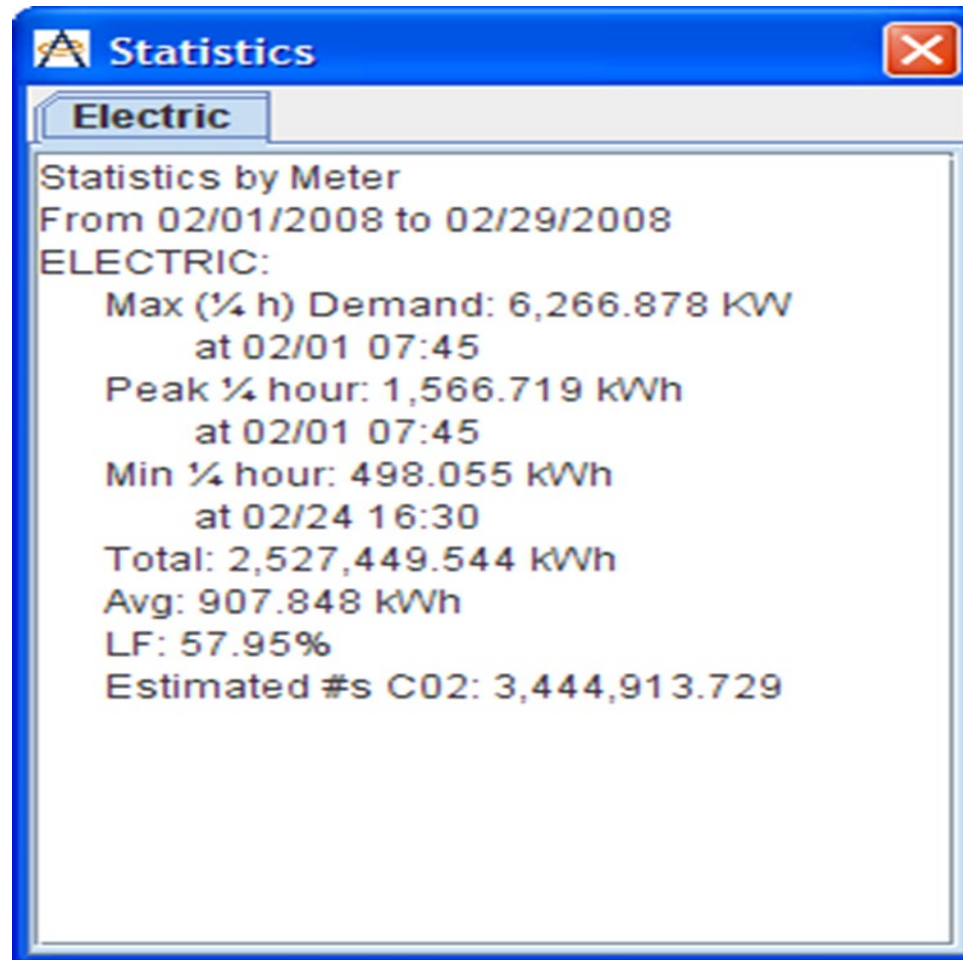 Statistics
Electric
Statistics by Meter
From 02/01/2008 to 02/29/2008
ELECTRIC:
Max (¼ h) Demand: 6,266.878 KW
at 02/01 07:45
Peak ¼ hour: 1,566.719 kWh
at 02/01 07:45
Min ¼ hour: 498.055 kWh
at 02/24 16:30
Total: 2,527,449.544 kWh
Avg: 907.848 kWh
LF: 57.95%
Estimated #s C02: 3,444,913.729